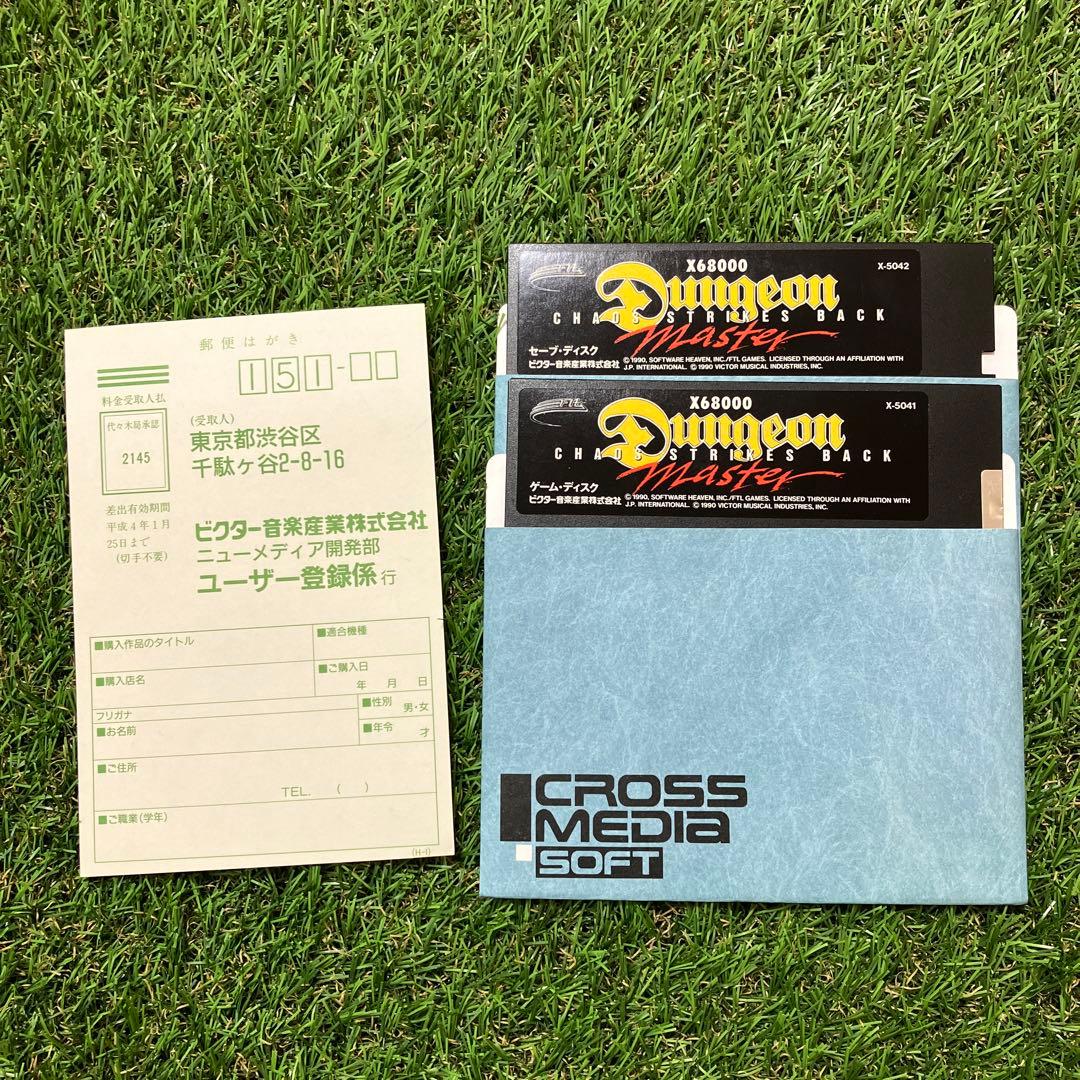 郵便はがき
151-
料金受取人払
代々木局承認
2145
差出有効期間
平成4年1月
25日まで
(切手不要)
(受取人)
東京都渋谷区
千駄ヶ谷2-8-16
ビクター音楽産業株式会社
ニューメディア開発部
ユーザー登録係 行
■購入作品のタイトル
■適合機種
■購入店名
■ご購入日
年 月 日
フリガナ
■性別 男・女
■お名前
■年令 才
■ご住所
TEL. ( )
■ご職業(学年)
(H-I)
FTL
X68000
X-5042
Dungeon
CHAOS STRIKES BACK
Master
セーブ・ディスク
ビクター音楽産業株式会社
©1990, SOFTWARE HEAVEN, INC./FTL GAMES. LICENSED THROUGH AN AFFILIATION WITH
J.P. INTERNATIONAL. ©1990 VICTOR MUSICAL INDUSTRIES, INC.
FTL
X68000
X-5041
Dungeon
CHAOS STRIKES BACK
Master
ゲーム・ディスク
ビクター音楽産業株式会社
©1990, SOFTWARE HEAVEN, INC./FTL GAMES. LICENSED THROUGH AN AFFILIATION WITH
J.P. INTERNATIONAL. ©1990 VICTOR MUSICAL INDUSTRIES, INC.
CROSS
MEDIA
SOFT